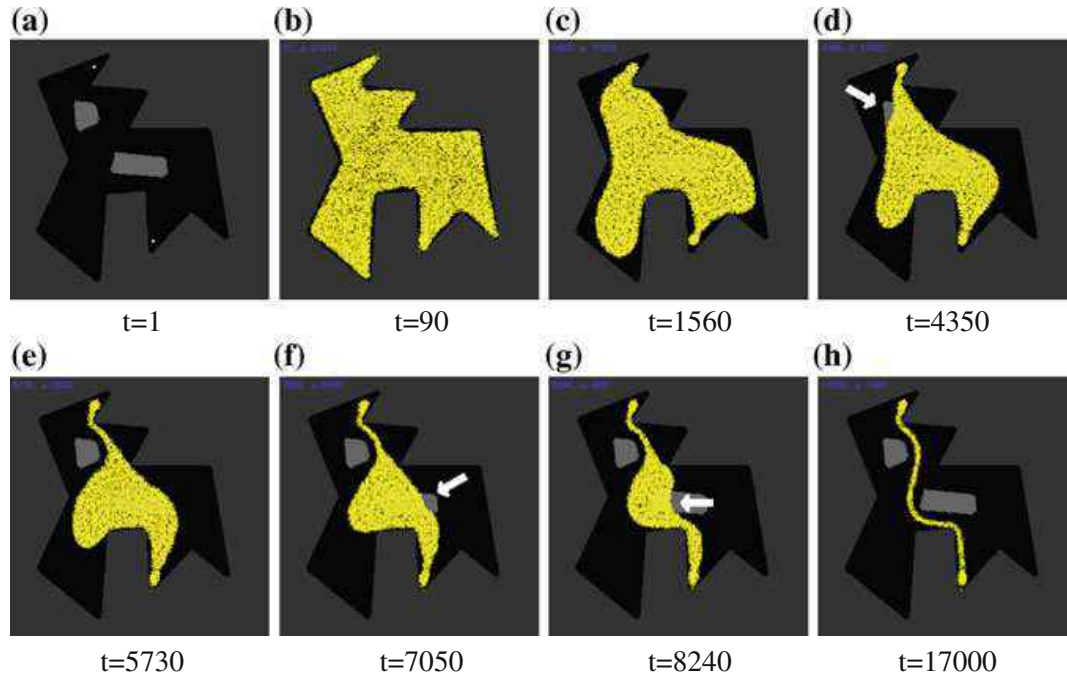 (a) (b) (c) (d)
t=1 t=90 t=1560 t=4350
(e) (f) (g) (h)
t=5730 t=7050 t=8240 t=17000